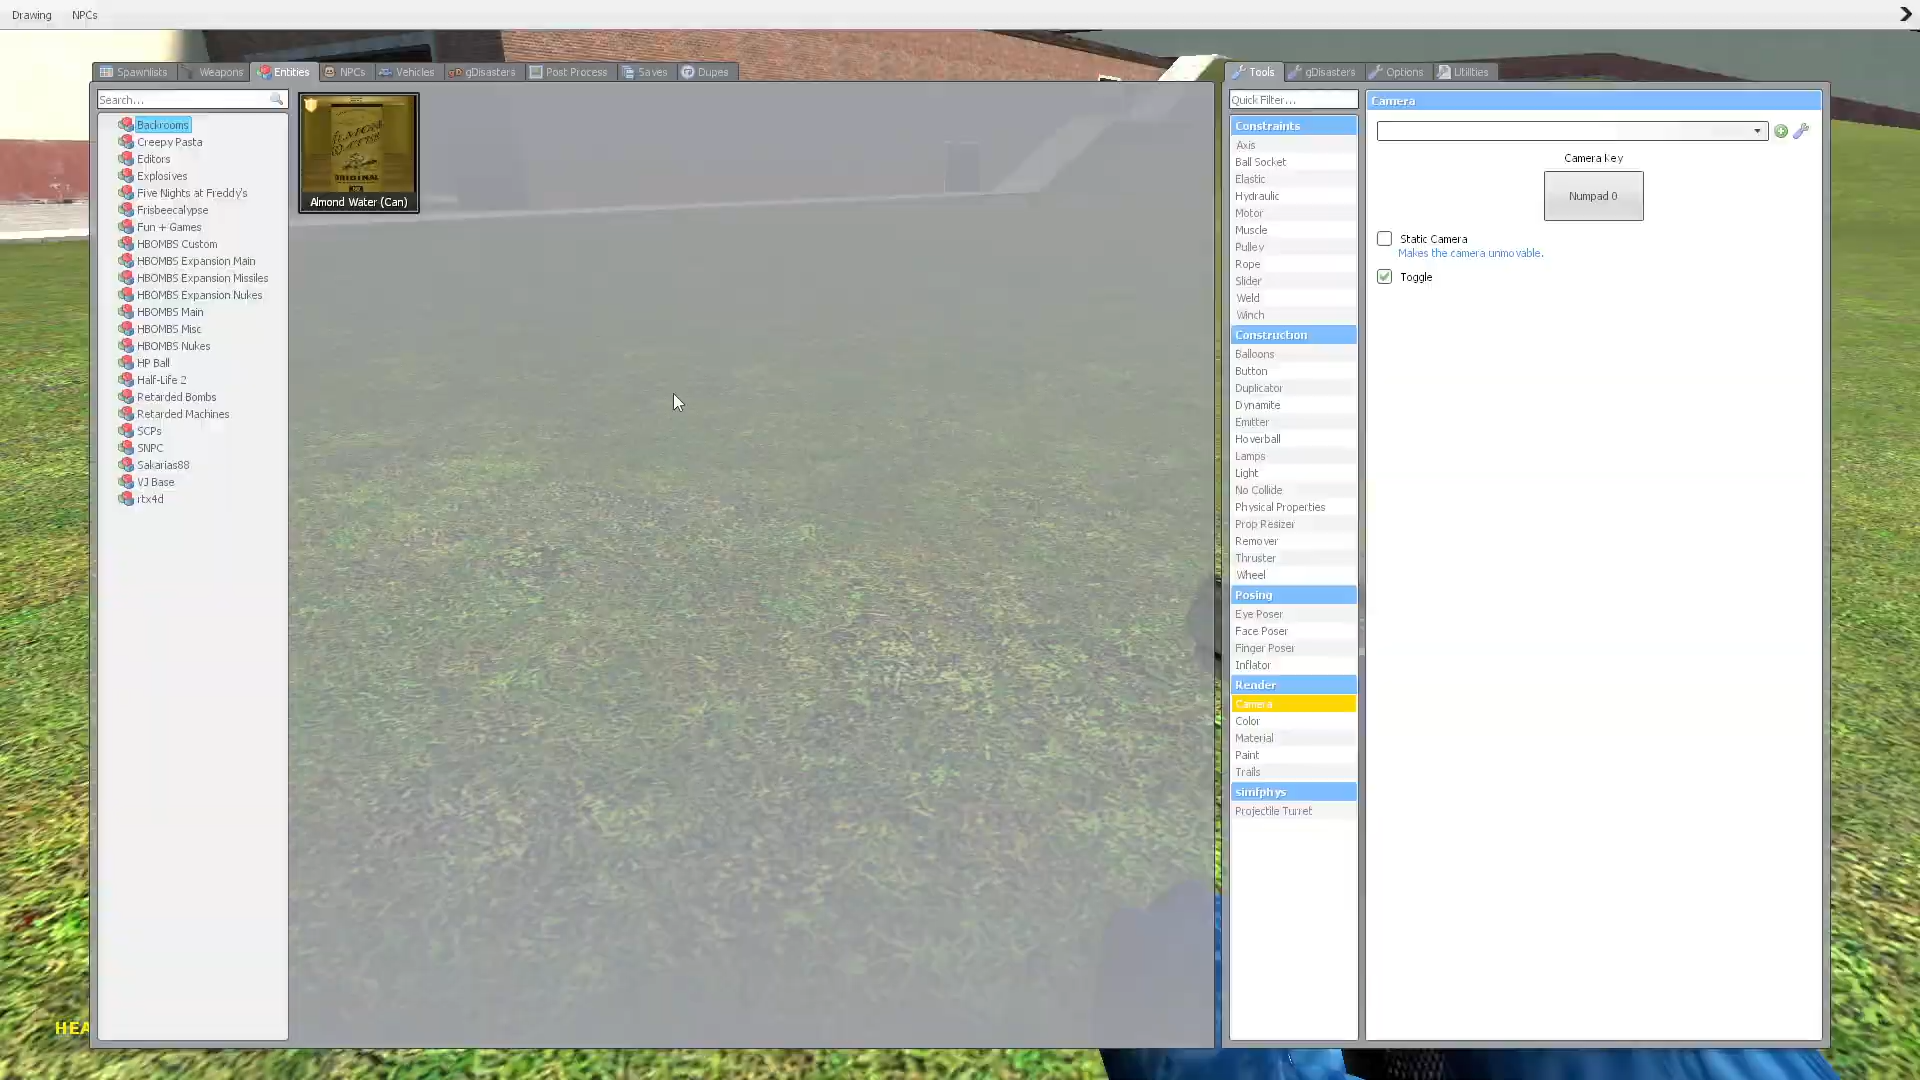 Drawing NPCs
Spawnlists Weapons Entities NPCs Vehicles gDisasters Post Process Saves Dupes
Search...
Backrooms
Creepy Pasta
Editors
Explosives
Five Nights at Freddy's
Frisbeecalypse
Fun + Games
HBOMBS Custom
HBOMBS Expansion Main
HBOMBS Expansion Missiles
HBOMBS Expansion Nukes
HBOMBS Main
HBOMBS Misc
HBOMBS Nukes
HP Ball
Half-Life 2
Retarded Bombs
Retarded Machines
SCPs
SNPC
Sakarias88
VJ Base
rtx4d
ORIGINAL
Almond Water (Can)
HEA
Tools gDisasters Options Utilities
Quick Filter...
Constraints
Axis
Ball Socket
Elastic
Hydraulic
Motor
Muscle
Pulley
Rope
Slider
Weld
Winch
Construction
Balloons
Button
Duplicator
Dynamite
Emitter
Hoverball
Lamps
Light
No Collide
Physical Properties
Prop Resizer
Remover
Thruster
Wheel
Posing
Eye Poser
Face Poser
Finger Poser
Inflator
Render
Camera
Color
Material
Paint
Trails
simfphys
Projectile Turret
Camera
Camera Key
Numpad 0
Static Camera
Makes the camera unmovable.
Toggle